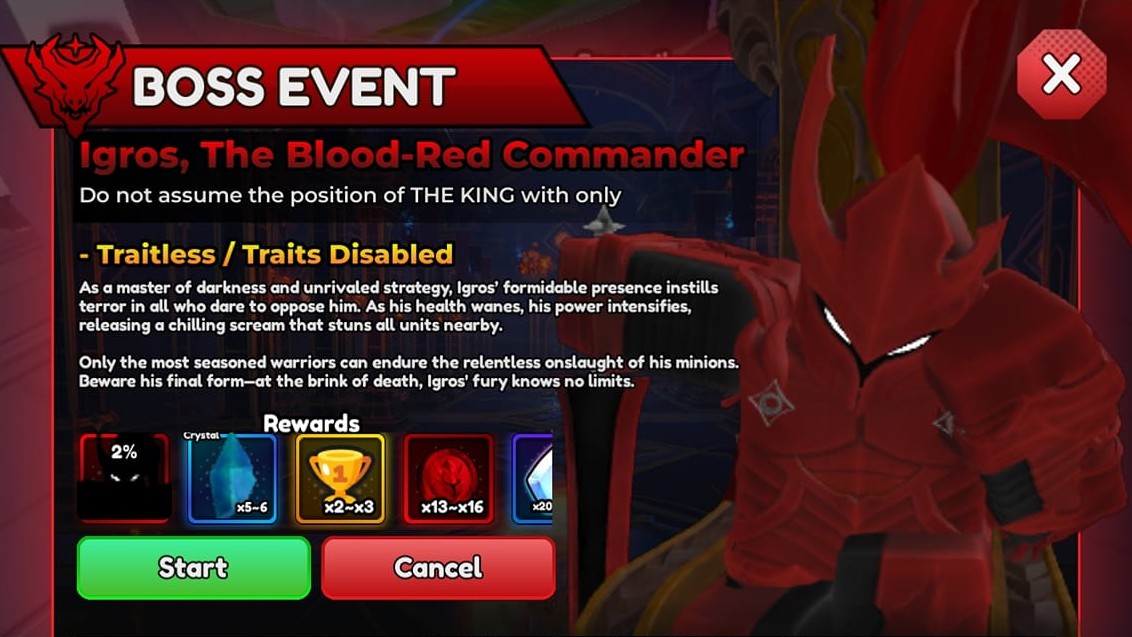 BOSS EVENT
Igros, The Blood-Red Commander
Do not assume the position of THE KING with only
- Traitless / Traits Disabled
As a master of darkness and unrivaled strategy, Igros' formidable presence instills
terror in all who dare to oppose him. As his health wanes, his power intensifies,
releasing a chilling scream that stuns all units nearby.
Only the most seasoned warriors can endure the relentless onslaught of his minions.
Beware his final form—at the brink of death, Igros' fury knows no limits.
Rewards
2%
Crystal
x5~6
1
x2~x3
x13~x16
x20
Start
Cancel